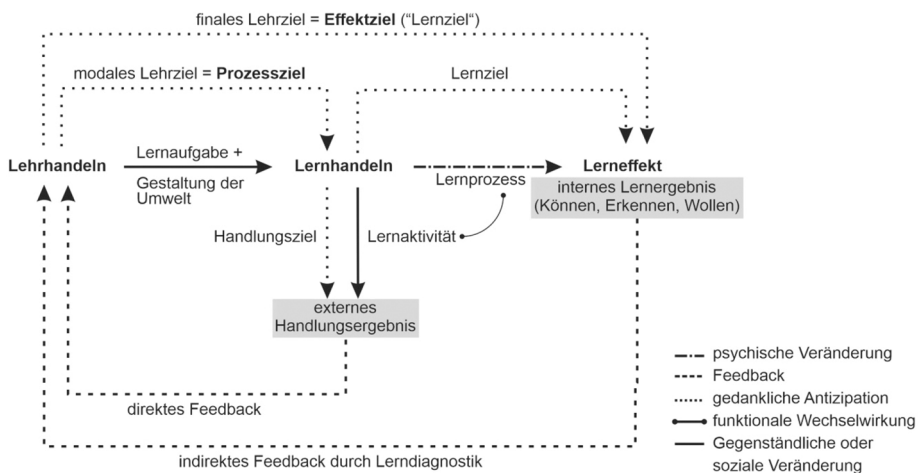 finales Lehrziel = Effektziel (“Lernziel“)
modales Lehrziel = Prozessziel
Lernziel
Lehrhandeln
Lernaufgabe +
Gestaltung der
Umwelt
Lernhandeln
Lernprozess
Lerneffekt
internes Lernergebnis
(Können, Erkennen, Wollen)
Handlungsziel
Lernaktivität
externes
Handlungsergebnis
direktes Feedback
indirektes Feedback durch Lerndiagnostik
psychische Veränderung
Feedback
gedankliche Antizipation
funktionale Wechselwirkung
Gegenständliche oder
soziale Veränderung